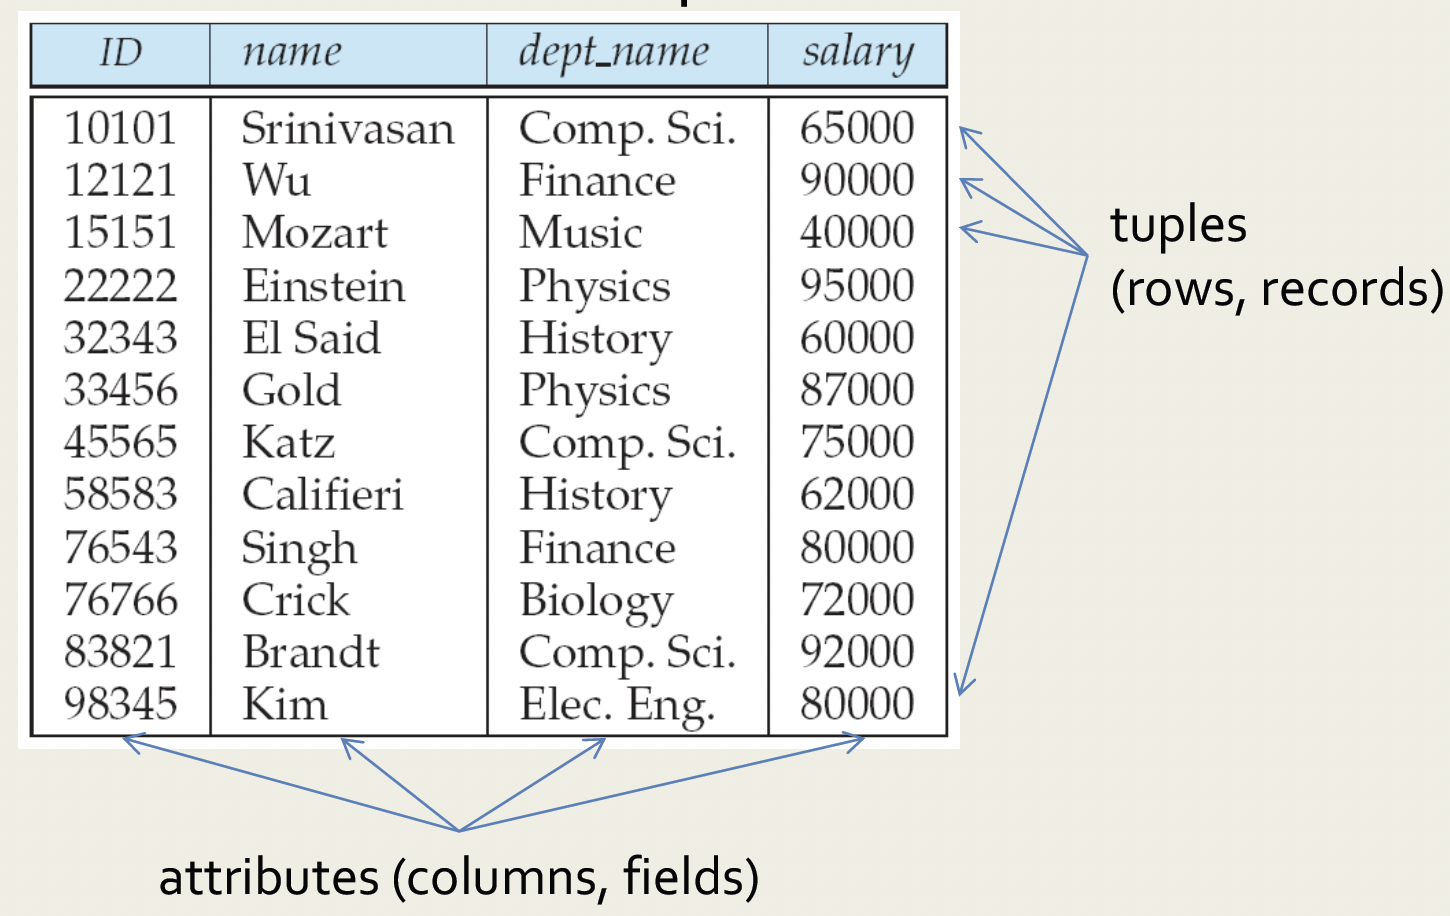 ID name dept_name salary
10101 Srinivasan Comp. Sci. 65000
12121 Wu Finance 90000
15151 Mozart Music 40000
22222 Einstein Physics 95000
32343 El Said History 60000
33456 Gold Physics 87000
45565 Katz Comp. Sci. 75000
58583 Califieri History 62000
76543 Singh Finance 80000
76766 Crick Biology 72000
83821 Brandt Comp. Sci. 92000
98345 Kim Elec. Eng. 80000
tuples
(rows, records)
attributes (columns, fields)